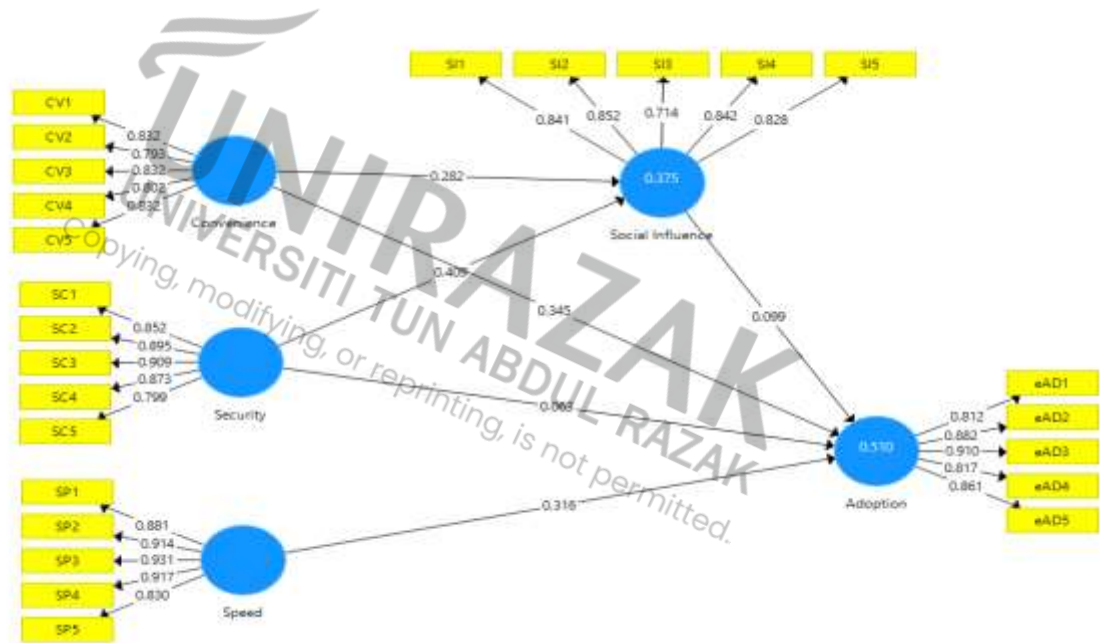 SI1
SI2
SI3
SI4
SI5
0.841
0.852
0.714
0.842
0.828
CV1
CV2
CV3
CV4
CV5
0.832
0.793
0.832
0.802
0.832
Convenience
0.282
0.375
Social Influence
0.405
0.345
0.099
SC1
SC2
SC3
SC4
SC5
0.852
0.895
0.909
0.873
0.799
Security
0.063
SP1
SP2
SP3
SP4
SP5
0.881
0.914
0.931
0.917
0.830
Speed
0.316
0.510
Adoption
eAD1
eAD2
eAD3
eAD4
eAD5
0.812
0.882
0.910
0.817
0.861
UNIRAZAK
UNIVERSITI TUN ABDUL RAZAK
Copying, modifying, or reprinting, is not permitted.